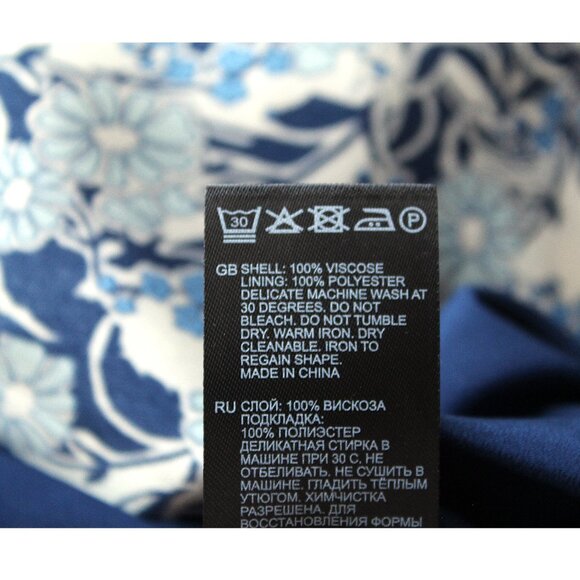 30 P
GB SHELL: 100% VISCOSE
LINING: 100% POLYESTER
DELICATE MACHINE WASH AT
30 DEGREES. DO NOT
BLEACH. DO NOT TUMBLE
DRY. WARM IRON. DRY
CLEANABLE. IRON TO
REGAIN SHAPE.
MADE IN CHINA
RU СЛОЙ: 100% ВИСКОЗА
ПОДКЛАДКА:
100% ПОЛИЭСТЕР
ДЕЛИКАТНАЯ СТИРКА В
МАШИНЕ ПРИ 30 С. НЕ
ОТБЕЛИВАТЬ. НЕ СУШИТЬ В
МАШИНЕ. ГЛАДИТЬ ТЁПЛЫМ
УТЮГОМ. ХИМЧИСТКА
РАЗРЕШЕНА. ДЛЯ
ВОССТАНОВЛЕНИЯ ФОРМЫ